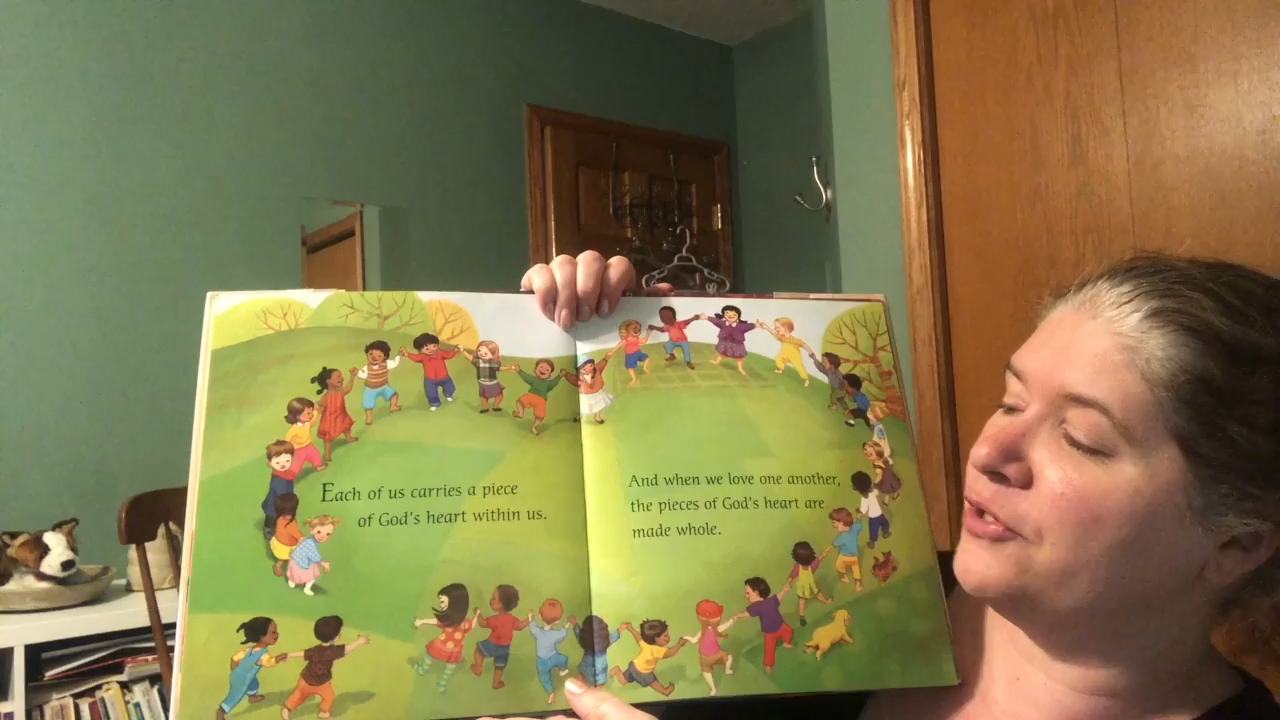 Each of us carries a piece
of God's heart within us.
And when we love one another,
the pieces of God's heart are
made whole.